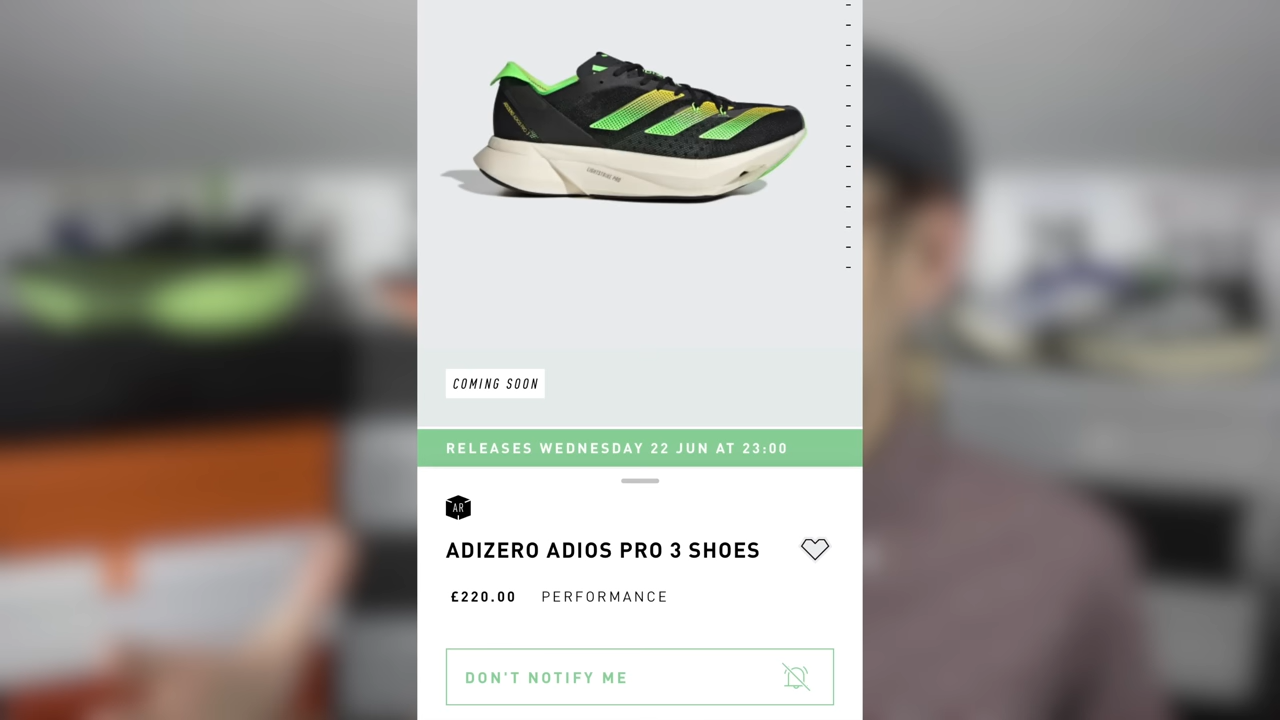 COMING SOON
RELEASES WEDNESDAY 22 JUN AT 23:00
AR
ADIZERO ADIOS PRO 3 SHOES
£220.00 PERFORMANCE
DON'T NOTIFY ME